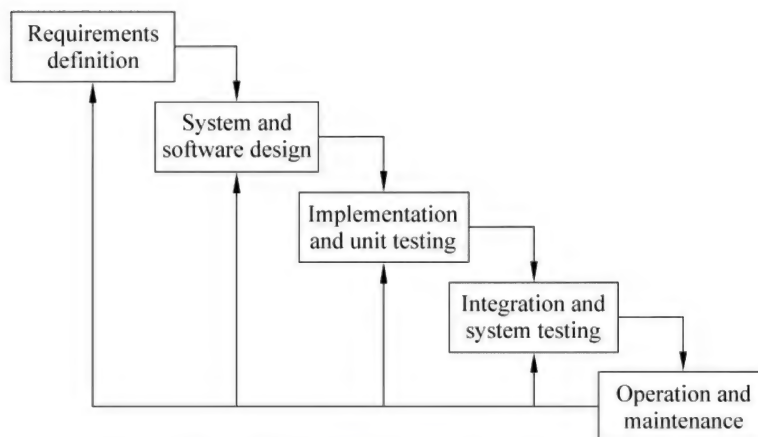 Requirements
definition
System and
software design
Implementation
and unit testing
Integration and
system testing
Operation and
maintenance